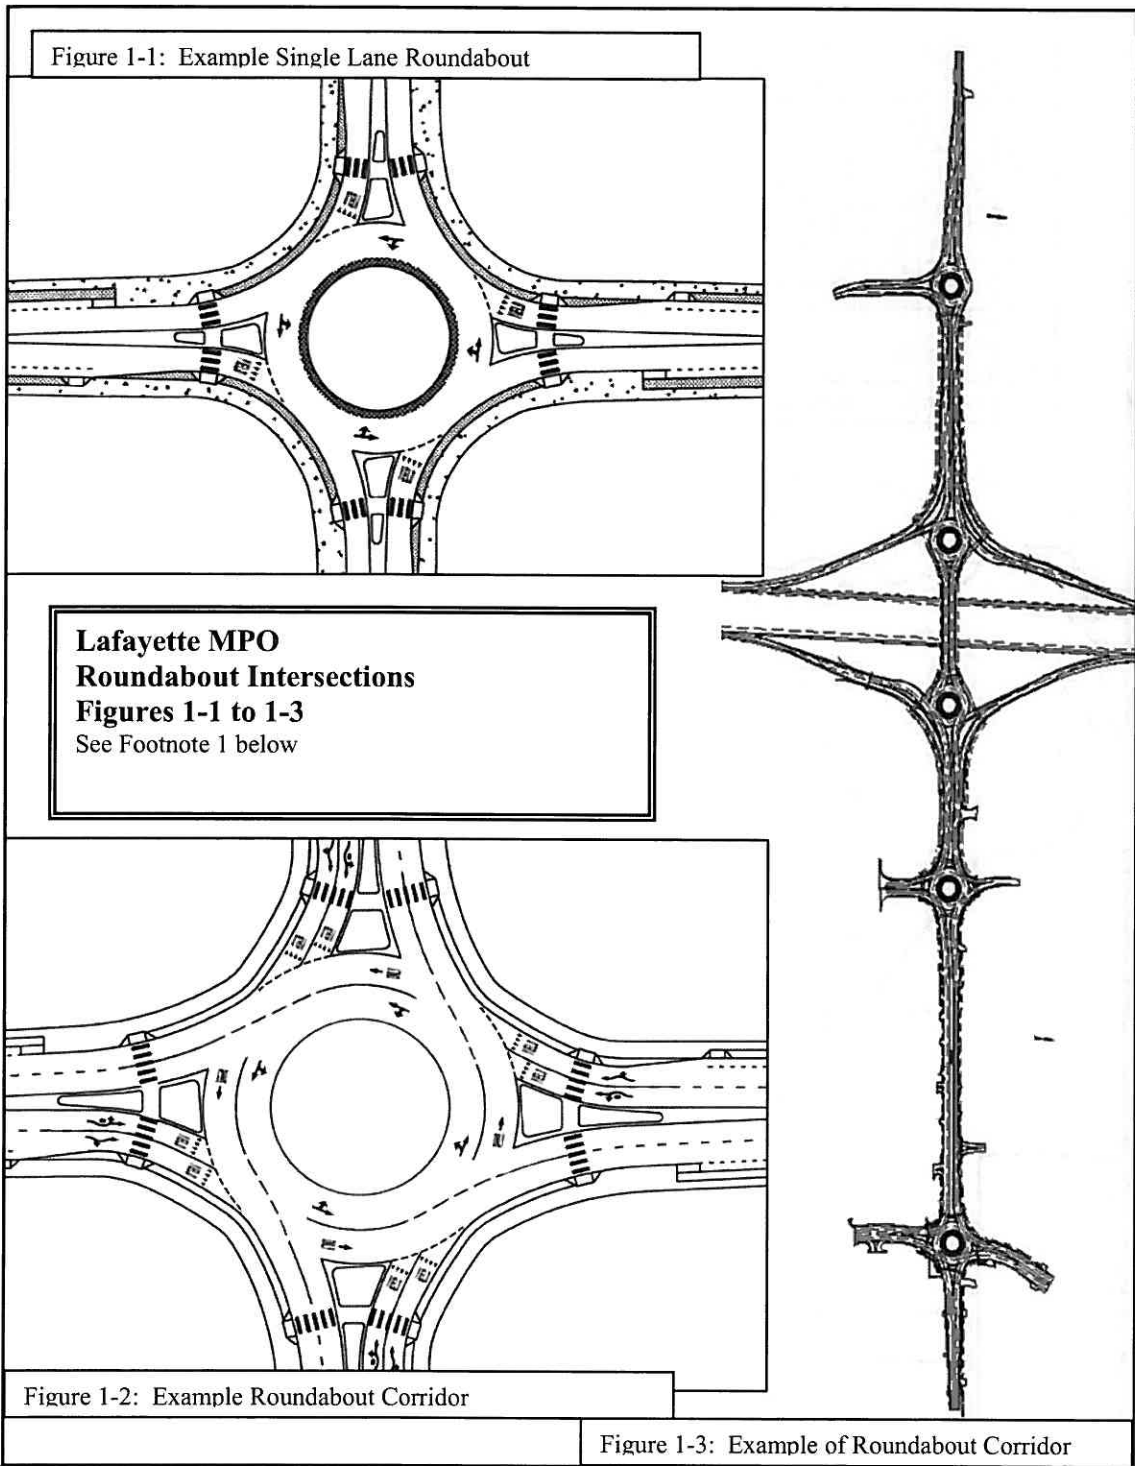 Figure 1-1: Example Single Lane Roundabout
Lafayette MPO
Roundabout Intersections
Figures 1-1 to 1-3
See Footnote 1 below
Figure 1-2: Example Roundabout Corridor
Figure 1-3: Example of Roundabout Corridor